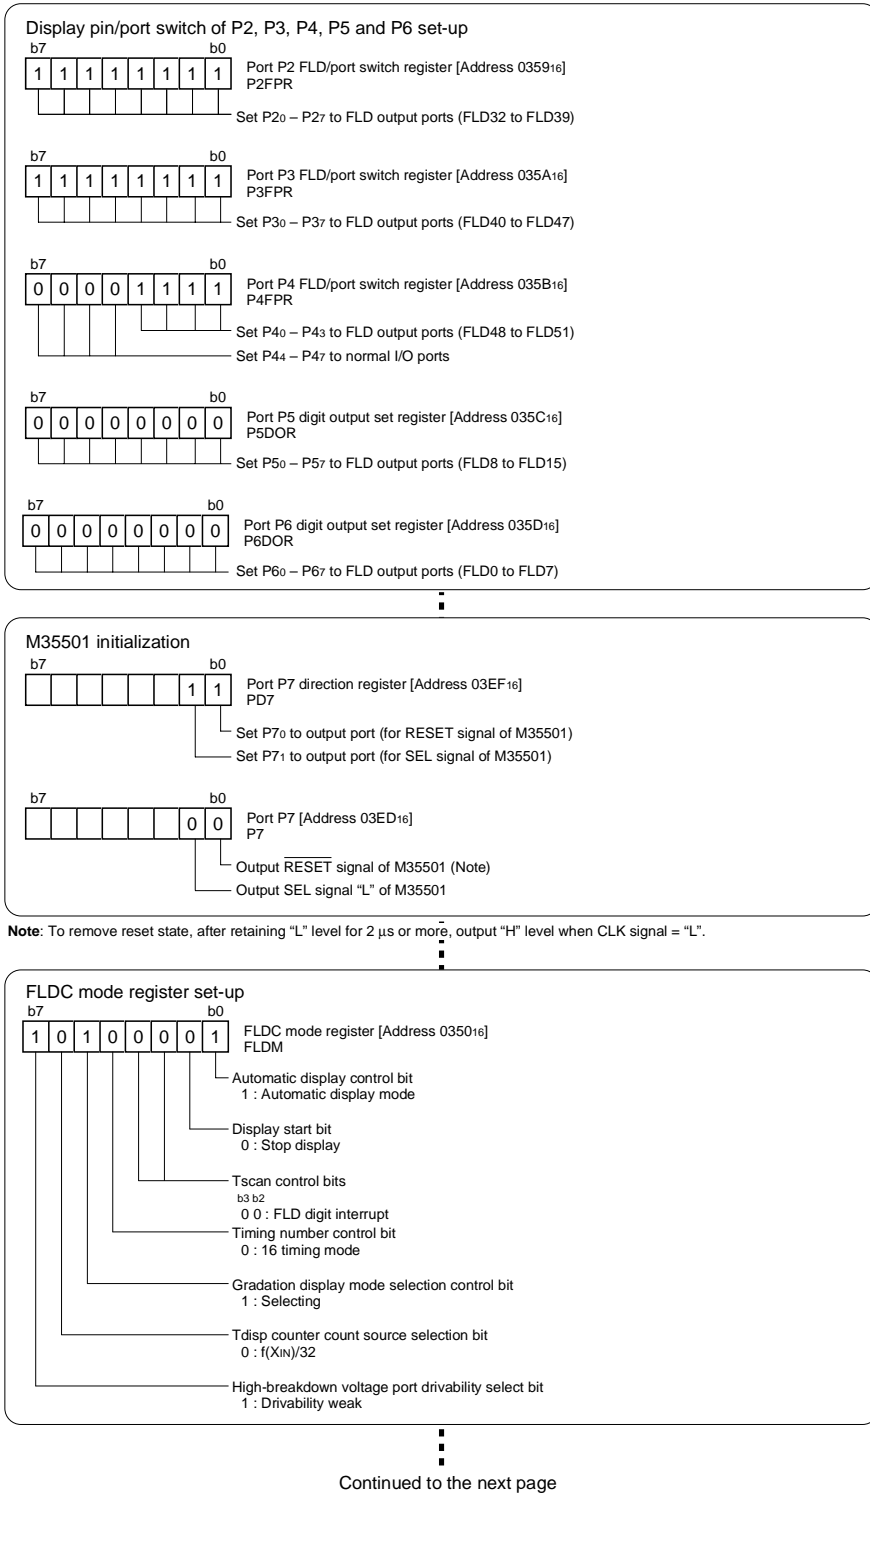 Display pin/port switch of P2, P3, P4, P5 and P6 set-up
b7 b0
1 1 1 1 1 1 1 1
Port P2 FLD/port switch register [Address 035916]
P2FPR
Set P20 – P27 to FLD output ports (FLD32 to FLD39)
b7 b0
1 1 1 1 1 1 1 1
Port P3 FLD/port switch register [Address 035A16]
P3FPR
Set P30 – P37 to FLD output ports (FLD40 to FLD47)
b7 b0
0 0 0 0 1 1 1 1
Port P4 FLD/port switch register [Address 035B16]
P4FPR
Set P40 – P43 to FLD output ports (FLD48 to FLD51)
Set P44 – P47 to normal I/O ports
b7 b0
0 0 0 0 0 0 0 0
Port P5 digit output set register [Address 035C16]
P5DOR
Set P50 – P57 to FLD output ports (FLD8 to FLD15)
b7 b0
0 0 0 0 0 0 0 0
Port P6 digit output set register [Address 035D16]
P6DOR
Set P60 – P67 to FLD output ports (FLD0 to FLD7)
M35501 initialization
b7 b0
1 1
Port P7 direction register [Address 03EF16]
PD7
Set P70 to output port (for RESET signal of M35501)
Set P71 to output port (for SEL signal of M35501)
b7 b0
0 0
Port P7 [Address 03ED16]
P7
Output RESET signal of M35501 (Note)
Output SEL signal “L” of M35501
Note: To remove reset state, after retaining “L” level for 2 μs or more, output “H” level when CLK signal = “L”.
FLDC mode register set-up
b7 b0
1 0 1 0 0 0 0 1
FLDC mode register [Address 035016]
FLDM
Automatic display control bit
1 : Automatic display mode
Display start bit
0 : Stop display
Tscan control bits
b3 b2
0 0 : FLD digit interrupt
Timing number control bit
0 : 16 timing mode
Gradation display mode selection control bit
1 : Selecting
Tdisp counter count source selection bit
0 : f(XIN)/32
High-breakdown voltage port drivability select bit
1 : Drivability weak
Continued to the next page